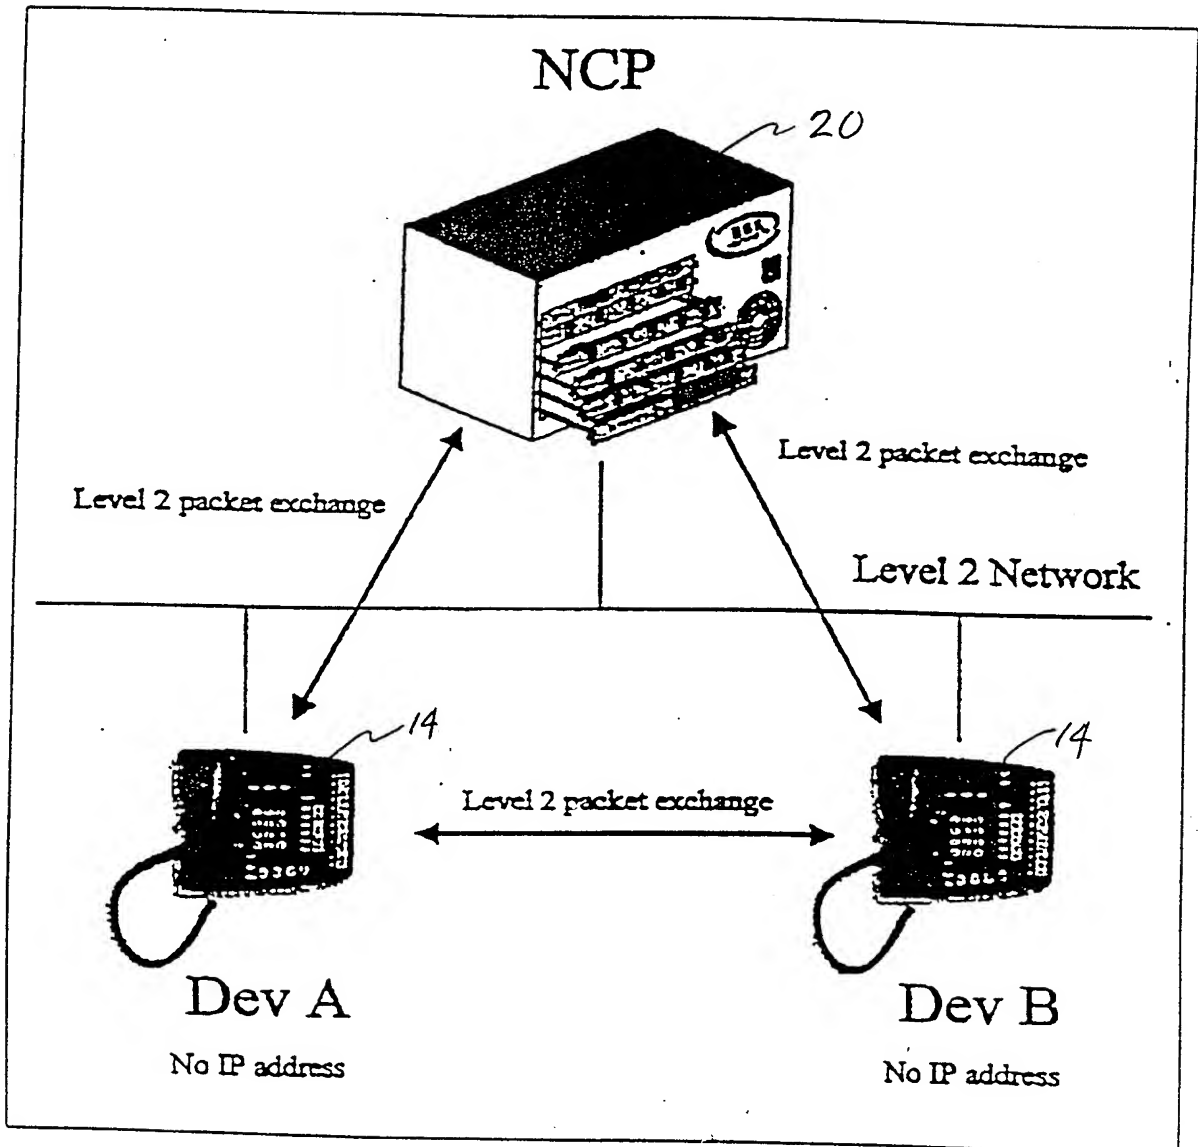 NCP
20
Level 2 packet exchange
Level 2 packet exchange
Level 2 Network
14
14
Level 2 packet exchange
Dev A
Dev B
No IP address
No IP address